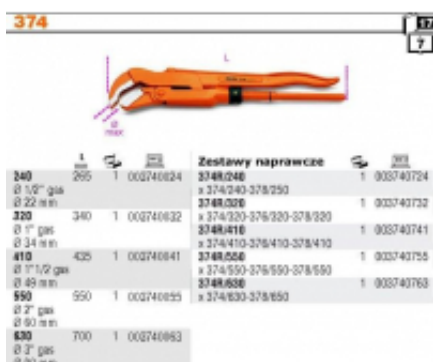 374
17
7
L
Ø
max
L
Zestawy naprawcze
240 265 1 003740024
Ø 1/2" gas
Ø 22 mm
320 340 1 003740032
Ø 1" gas
Ø 34 mm
410 435 1 003740041
Ø 1"1/2 gas
Ø 49 mm
550 550 1 003740055
Ø 2" gas
Ø 60 mm
630 700 1 003740063
Ø 3" gas
374R/240 1 003740724
x 374/240-378/250
374R/320 1 003740732
x 374/320-376/320-378/320
374R/410 1 003740741
x 374/410-376/410-378/410
374R/550 1 003740755
x 374/550-376/550-378/550
374R/630 1 003740763
x 374/630-378/650